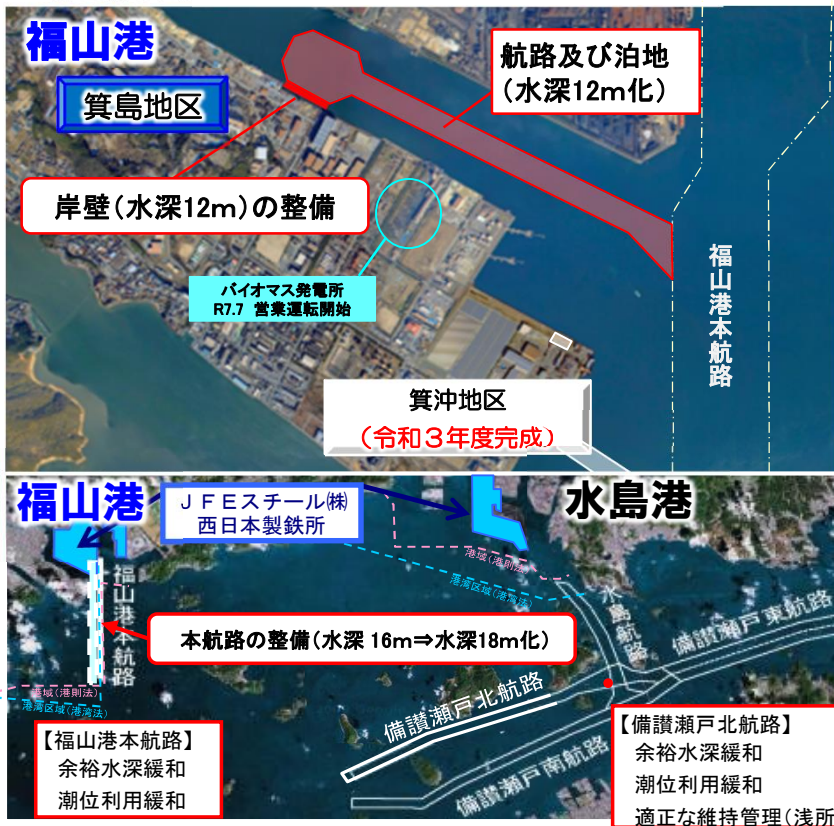 福山港
箕島地区
航路及び泊地
(水深12m化)
岸壁(水深12m)の整備
バイオマス発電所
R7.7 営業運転開始
福山港本航路
箕沖地区
(令和3年度完成)
福山港
JFEスチール㈱
西日本製鉄所
水島港
港域(港則法)
港湾区域(港湾法)
福山港本航路
水島航路
備讃瀬戸東航路
本航路の整備(水深 16m⇒水深18m化)
港域(港則法)
港湾区域(港湾法)
備讃瀬戸北航路
備讃瀬戸南航路
【福山港本航路】
余裕水深緩和
潮位利用緩和
【備讃瀬戸北航路】
余裕水深緩和
潮位利用緩和
適正な維持管理(浅所